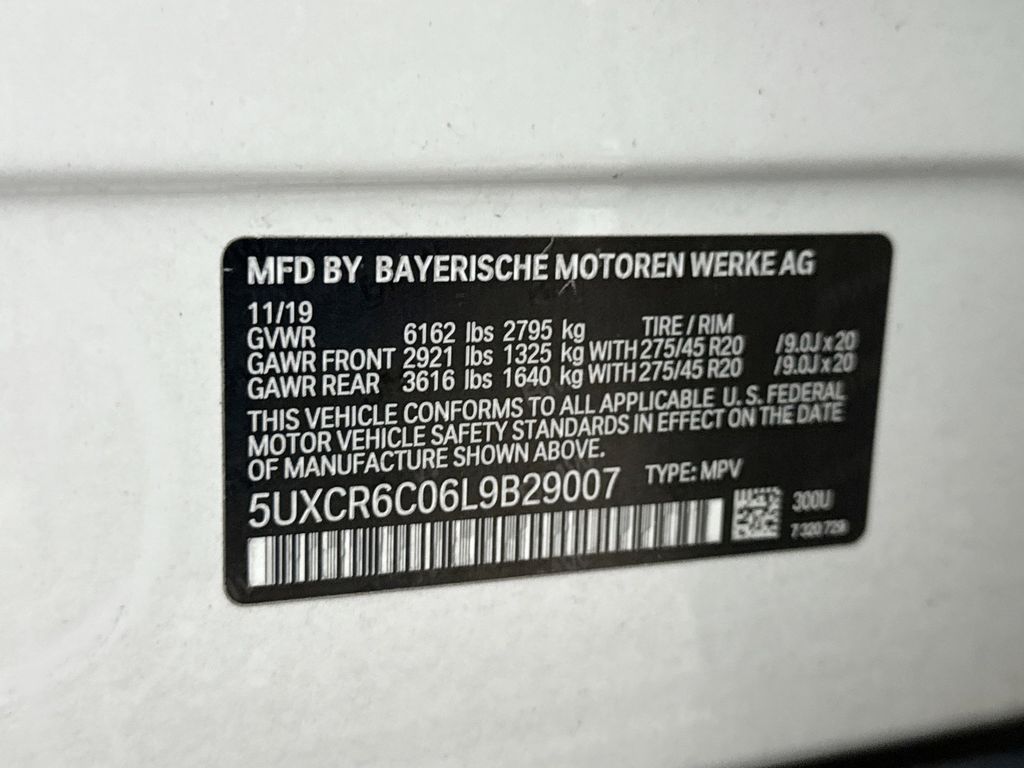 MFD BY BAYERISCHE MOTOREN WERKE AG
11/19
GVWR 6162 lbs 2795 kg TIRE / RIM
GAWR FRONT 2921 lbs 1325 kg WITH 275/45 R20 /9.0J x 20
GAWR REAR 3616 lbs 1640 kg WITH 275/45 R20 /9.0J x 20
THIS VEHICLE CONFORMS TO ALL APPLICABLE U. S. FEDERAL
MOTOR VEHICLE SAFETY STANDARDS IN EFFECT ON THE DATE
OF MANUFACTURE SHOWN ABOVE.
5UXCR6C06L9B29007 TYPE: MPV
300U